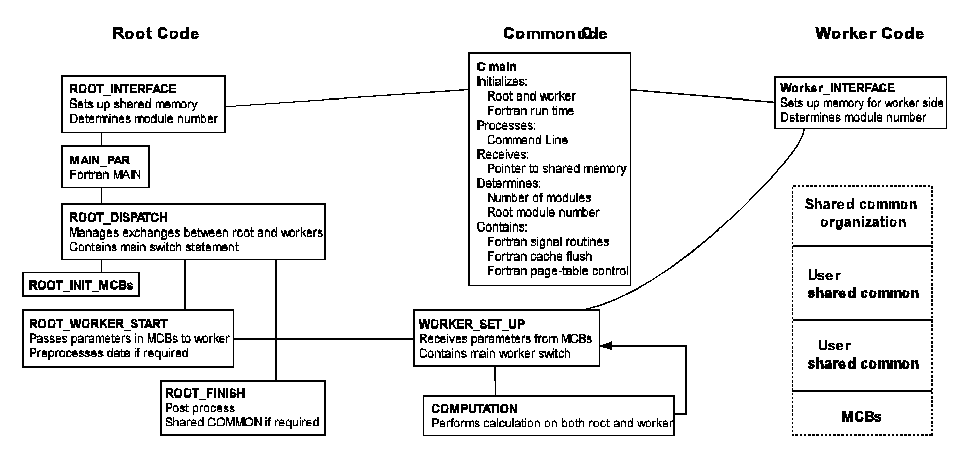 Root Code
ROOT_INTERFACE
Sets up shared memory
Determines module number
MAIN_PAR
Fortran MAIN
ROOT_DISPATCH
Manages exchanges between root and workers
Contains main switch statement
ROOT_INIT_MCBs
ROOT_WORKER_START
Passes parameters in MCBs to worker
Preprocesses data if required
ROOT_FINISH
Post process
Shared COMMON if required
Common Code
C main
Initializes:
Root and worker
Fortran run time
Processes:
Command Line
Receives:
Pointer to shared memory
Determines:
Number of modules
Root module number
Contains:
Fortran signal routines
Fortran cache flush
Fortran page-table control
WORKER_SET_UP
Receives parameters from MCBs
Contains main worker switch
COMPUTATION
Performs calculation on both root and worker
Worker Code
Worker_INTERFACE
Sets up memory for worker side
Determines module number
Shared common
organization
User
shared common
User
shared common
MCBs